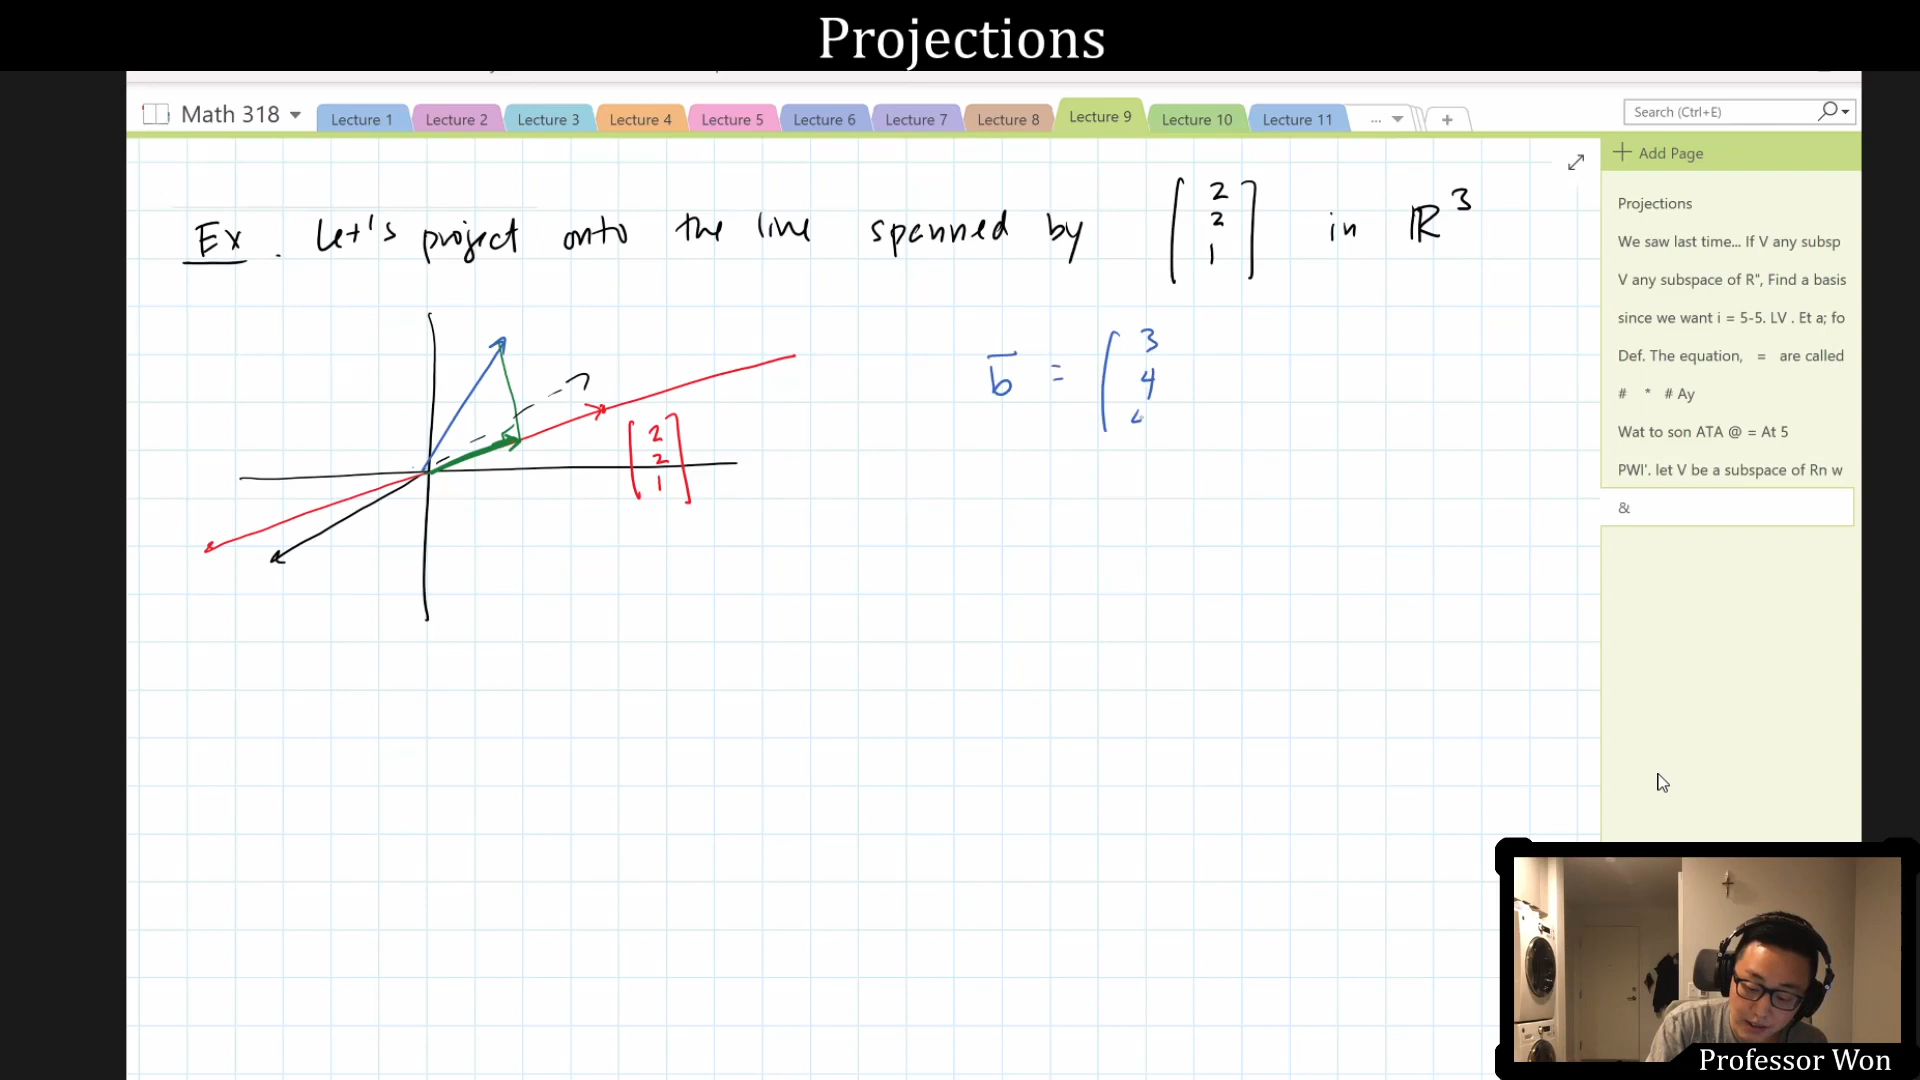 Projections
Math 318
Lecture 1
Lecture 2
Lecture 3
Lecture 4
Lecture 5
Lecture 6
Lecture 7
Lecture 8
Lecture 9
Lecture 10
Lecture 11
...
+
Search (Ctrl+E)
Add Page
Projections
We saw last time... If V any subsp
V any subspace of R", Find a basis
since we want i = 5-5. LV . Et a; fo
Def. The equation, = are called
# * # Ay
Wat to son ATA @ = At 5
PWI'. let V be a subspace of Rn w
&
Ex. Let's project onto the line spanned by [2 2 1] in ℝ³
b = [3 4
[2 2 1]
Professor Won